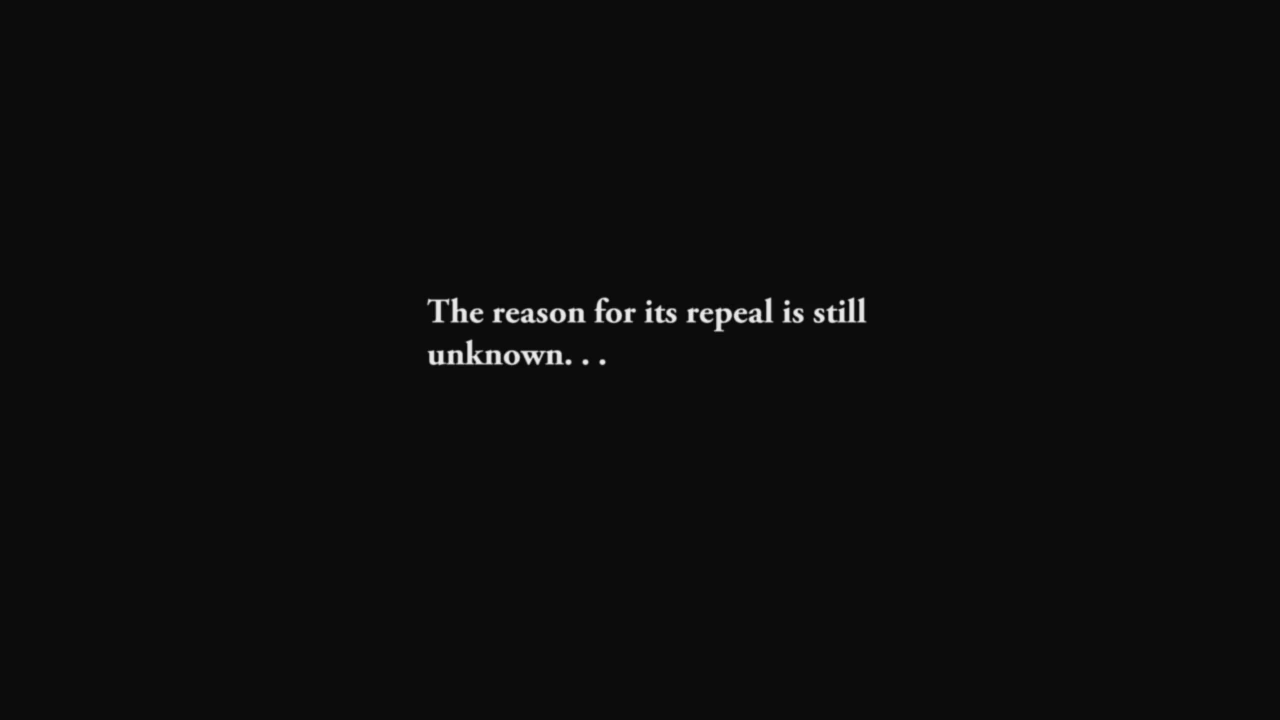 The reason for its repeal is still
unknown. . .